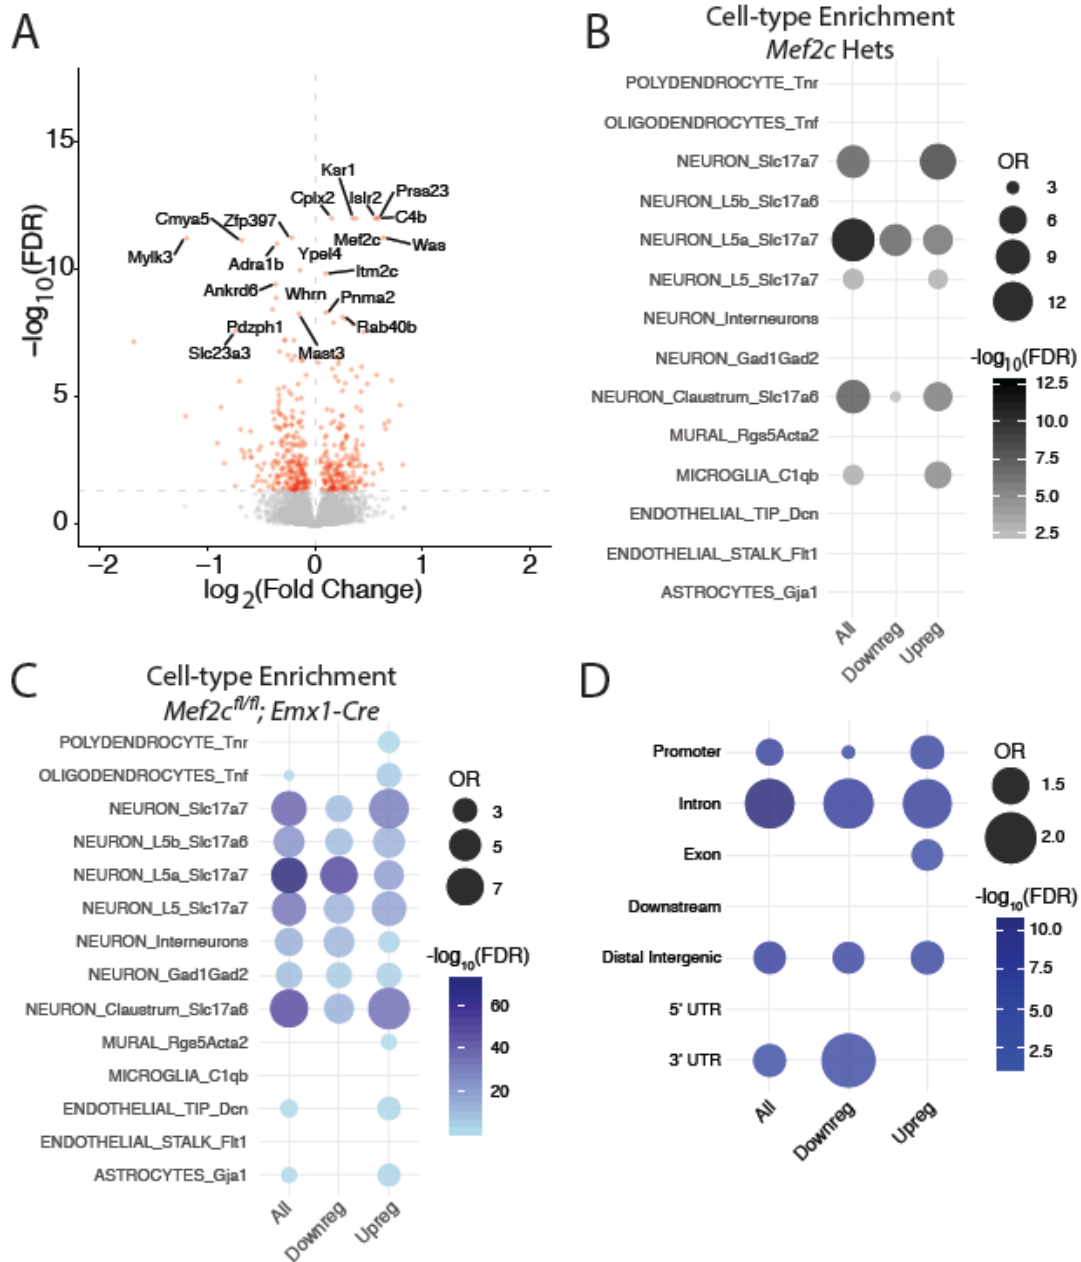 A
15
10
5
0
−log10(FDR)
Ksr1
Cplx2
Islr2
Prss23
Cmya5
Zfp397
C4b
Mef2c
Was
Mylk3
Adra1b
Ypel4
Itm2c
Ankrd6
Whrn
Pnma2
Pdzph1
Rab40b
Slc23a3
Mast3
−2
−1
0
1
2
log2(Fold Change)
B
Cell-type Enrichment
Mef2c Hets
POLYDENDROCYTE_Tnr
OLIGODENDROCYTES_Tnf
NEURON_Slc17a7
NEURON_L5b_Slc17a6
NEURON_L5a_Slc17a7
NEURON_L5_Slc17a7
NEURON_Interneurons
NEURON_Gad1Gad2
NEURON_Claustrum_Slc17a6
MURAL_Rgs5Acta2
MICROGLIA_C1qb
ENDOTHELIAL_TIP_Dcn
ENDOTHELIAL_STALK_Flt1
ASTROCYTES_Gja1
All
Downreg
Upreg
OR
3
6
9
12
-log10(FDR)
12.5
10.0
7.5
5.0
2.5
C
Cell-type Enrichment
Mef2cfl/fl; Emx1-Cre
POLYDENDROCYTE_Tnr
OLIGODENDROCYTES_Tnf
NEURON_Slc17a7
NEURON_L5b_Slc17a6
NEURON_L5a_Slc17a7
NEURON_L5_Slc17a7
NEURON_Interneurons
NEURON_Gad1Gad2
NEURON_Claustrum_Slc17a6
MURAL_Rgs5Acta2
MICROGLIA_C1qb
ENDOTHELIAL_TIP_Dcn
ENDOTHELIAL_STALK_Flt1
ASTROCYTES_Gja1
All
Downreg
Upreg
OR
3
5
7
-log10(FDR)
60
40
20
D
Promoter
Intron
Exon
Downstream
Distal Intergenic
5' UTR
3' UTR
All
Downreg
Upreg
OR
1.5
2.0
-log10(FDR)
10.0
7.5
5.0
2.5